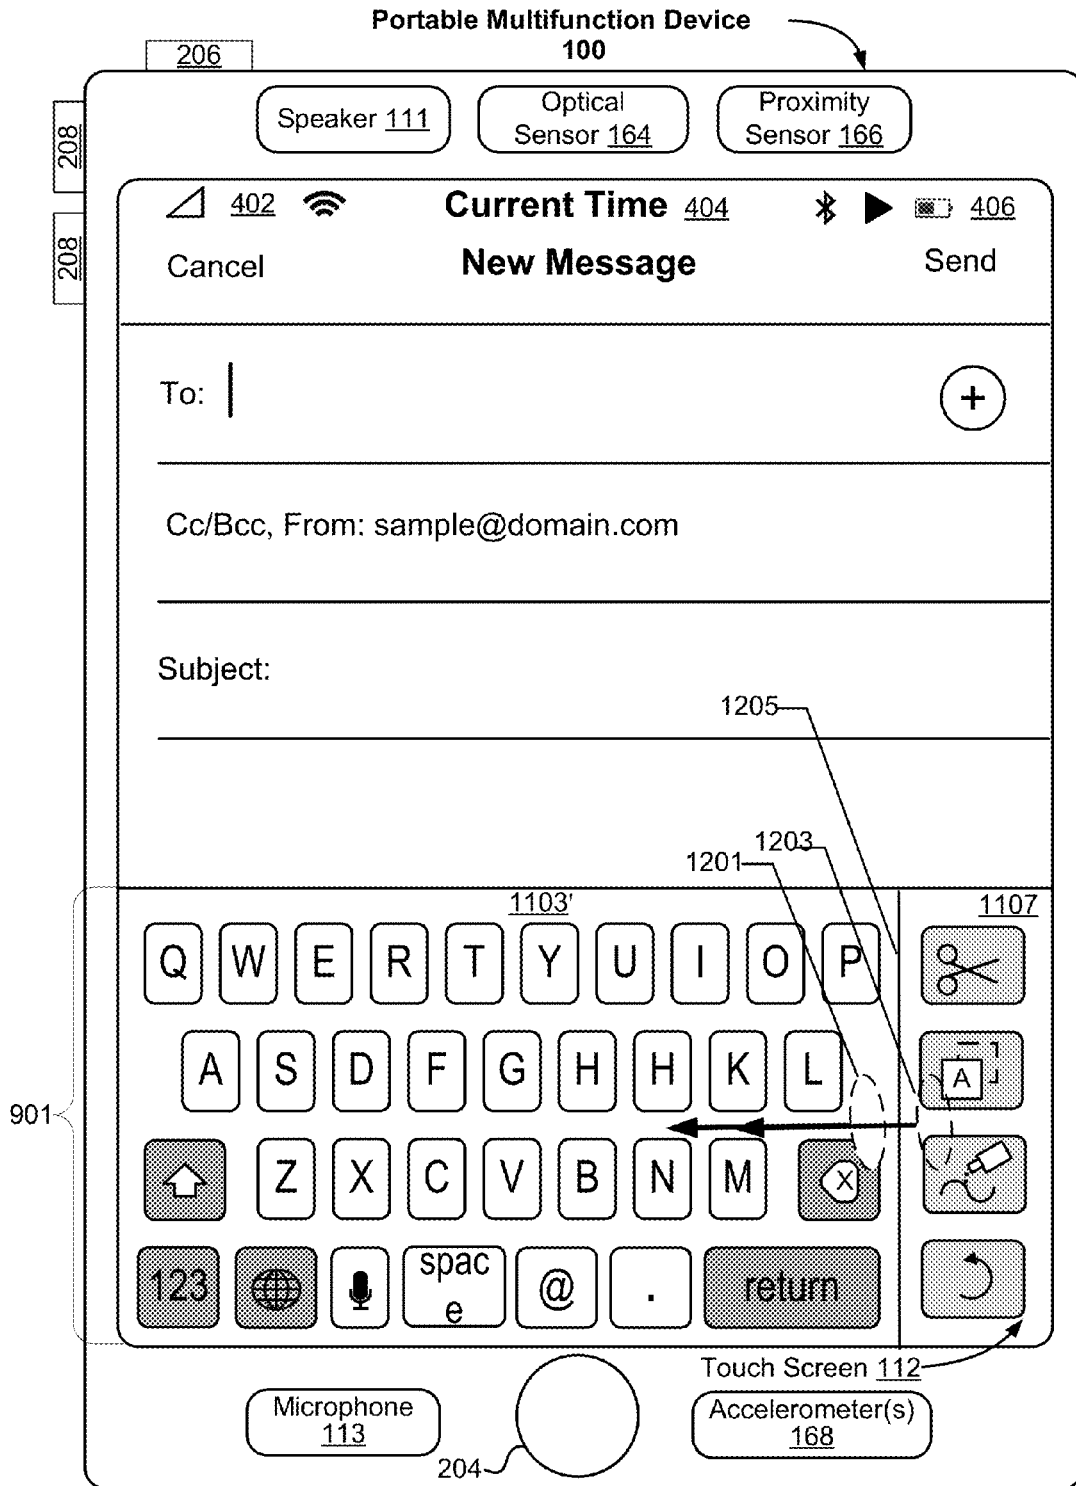 Portable Multifunction Device
100
206
208
208
Speaker 111
Optical
Sensor 164
Proximity
Sensor 166
402
Current Time 404
406
Cancel
New Message
Send
To:
+
Cc/Bcc, From: sample@domain.com
Subject:
1205
1203
1201
1103'
1107
901
Q W E R T Y U I O P
A S D F G H H K L
A
Z X C V B N M X
123
spac
e
@
.
return
Touch Screen 112
Microphone
113
204
Accelerometer(s)
168